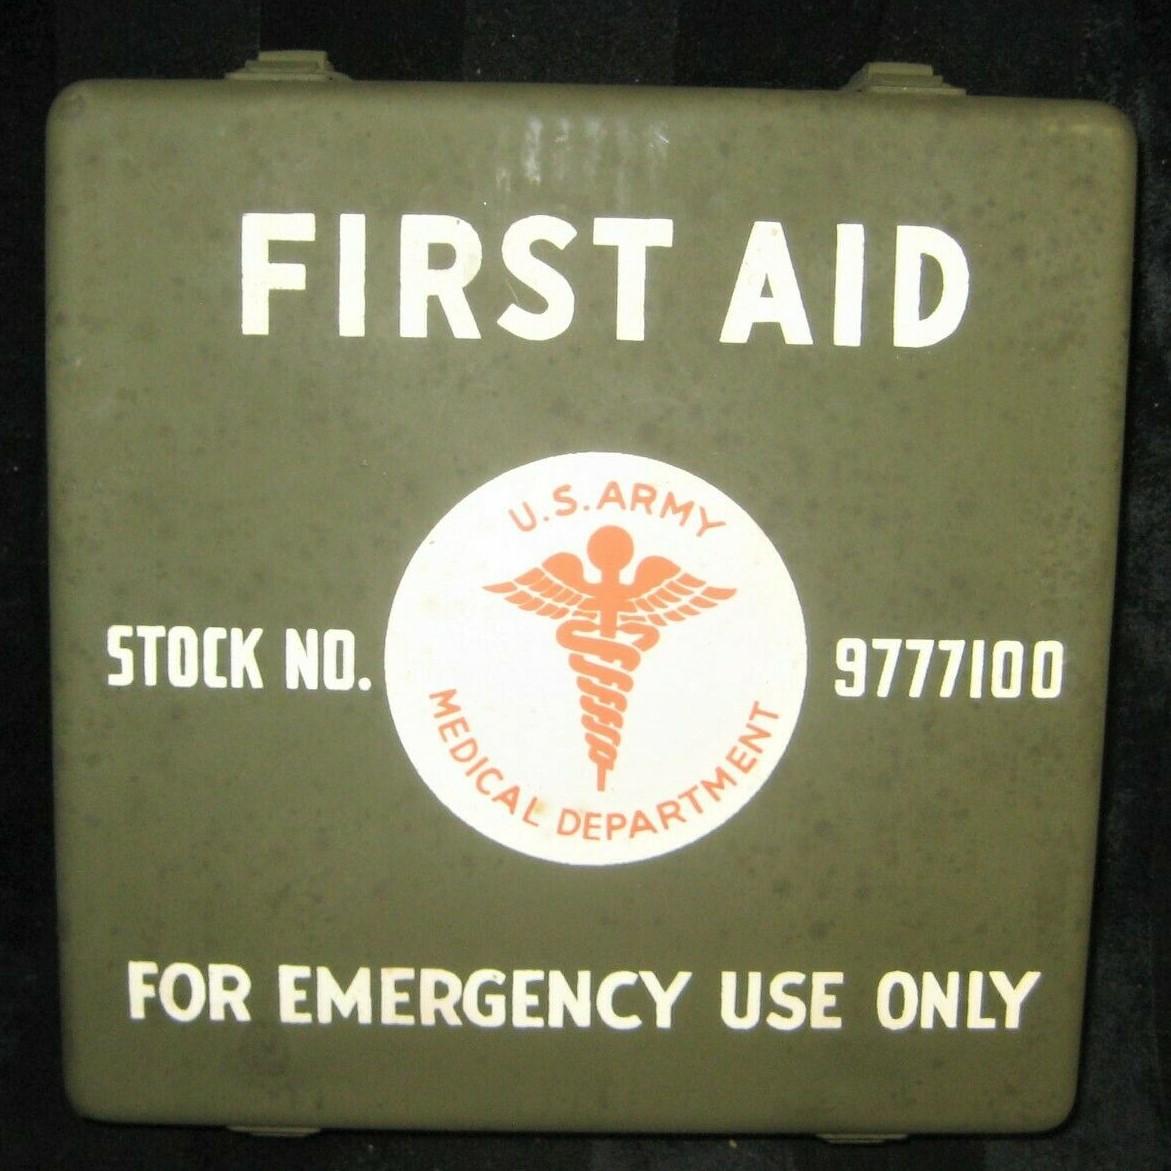 FIRST AID
U.S. ARMY
STOCK NO. 9777100
MEDICAL DEPARTMENT
FOR EMERGENCY USE ONLY